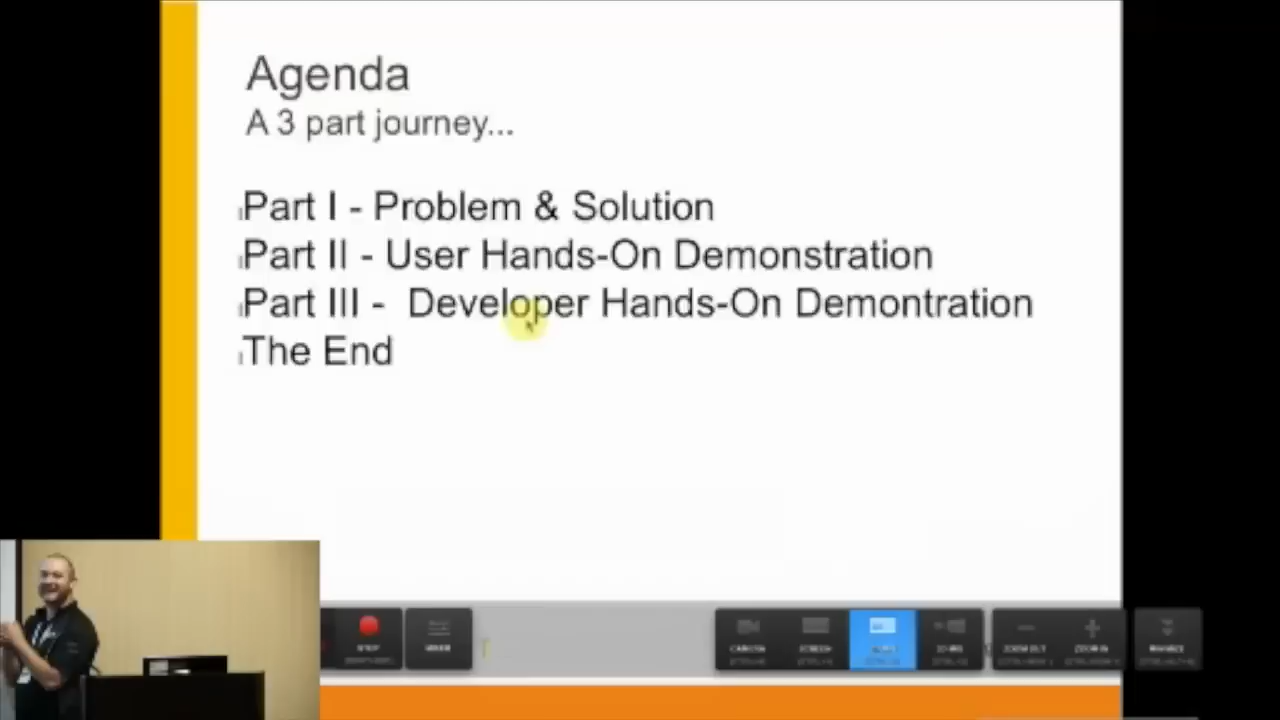 Agenda
A 3 part journey...
Part I - Problem & Solution
Part II - User Hands-On Demonstration
Part III - Developer Hands-On Demontration
The End